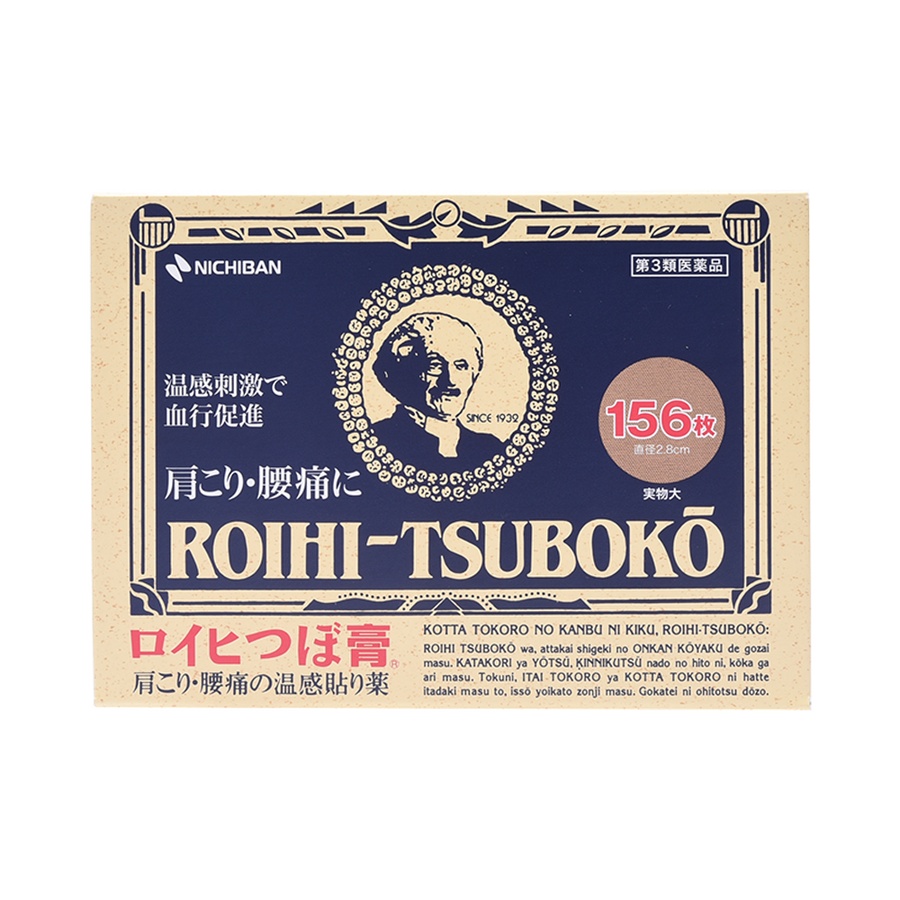 NICHIBAN
第3類医薬品
温感刺激で
血行促進
SINCE 1932
156枚
直径2.8cm
実物大
肩こり・腰痛に
ROIHI-TSUBOKŌ
ロイヒつぼ膏®
肩こり・腰痛の温感貼り薬
KOTTA TOKORO NO KANBU NI KIKU, ROIHI-TSUBOKŌ:
ROIHI TSUBOKŌ wa, attakai shigeki no ONKAN KŌYAKU de gozai
masu. KATAKORI ya YŌTSŪ, KINNIKUTSŪ nado no hito ni, kōka ga
ari masu. Tokuni, ITAI TOKORO ya KOTTA TOKORO ni hatte
itadaki masu to, issō yoikato zonji masu. Gokatei ni ohitotsu dōzo.